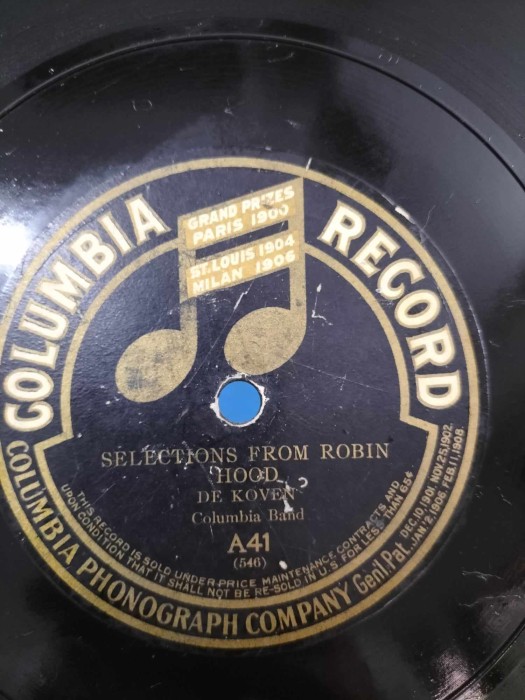 COLUMBIA RECORD
GRAND PRIZES
PARIS 1900
ST. LOUIS 1904
MILAN 1906
SELECTIONS FROM ROBIN
HOOD
DE KOVEN
Columbia Band
A41
(546)
THIS RECORD IS SOLD UNDER PRICE MAINTENANCE CONTRACTS AND
UPON CONDITION THAT IT SHALL NOT BE RE-SOLD IN U.S FOR LESS THAN 65¢
COLUMBIA PHONOGRAPH COMPANY Genl, Pat.
DEC.10,1901 NOV.25,1902.
JAN.2,1906, FEB.11,1908.